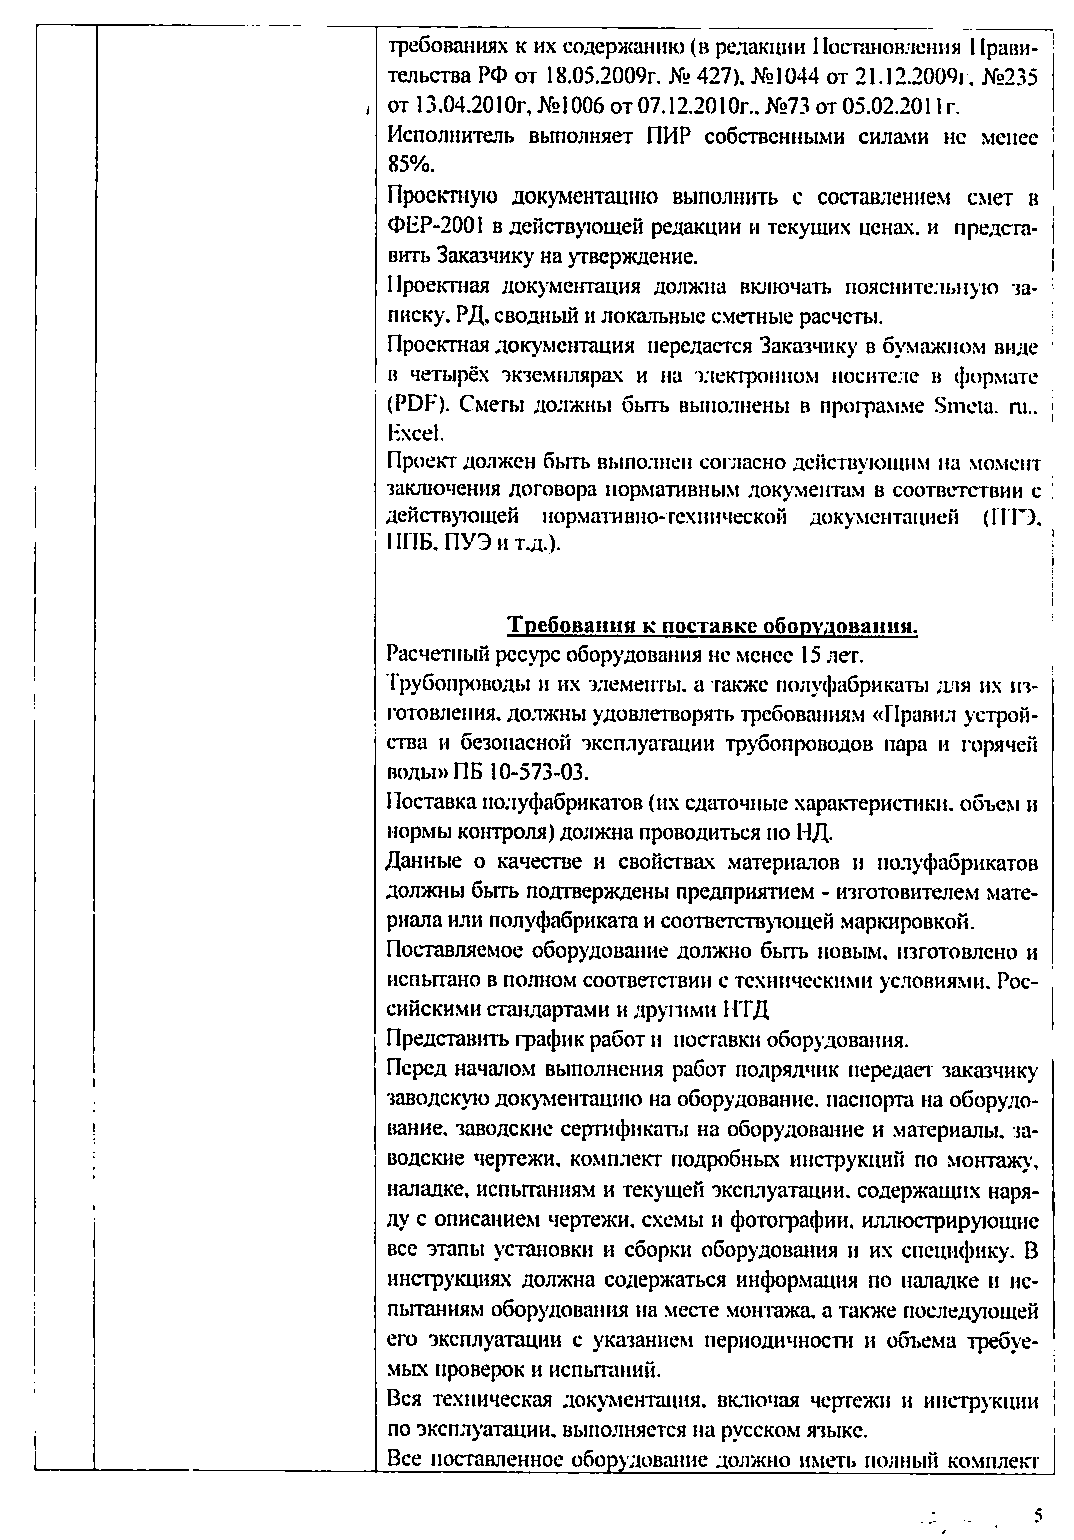 требованиях к их содержанию (в редакции Постановления Прави-
тельства РФ от 18.05.2009г. № 427), №1044 от 21.12.2009г, №235
от 13.04.2010г, №1006 от 07.12.2010г., №73 от 05.02.2011г.
Исполнитель выполняет ПИР собственными силами не менее
85%.
Проектную документацию выполнить с составлением смет в
ФЕР-2001 в действующей редакции и текущих ценах. и предста-
вить Заказчику на утверждение.
Проектная документация должна включать пояснительную за-
писку, РД, сводный и локальные сметные расчеты.
Проектная документация передается Заказчику в бумажном виде
в четырёх экземплярах и на электронном носителе в формате
(PDF). Сметы должны быть выполнены в программе Smeta. ru..
Excel.
Проект должен быть выполнен согласно действующим на момент
заключения договора нормативным документам в соответствии с
действующей нормативно-технической документацией (ПТЭ,
ППБ, ПУЭ и т.д.).
Требования к поставке оборудования.
Расчетный ресурс оборудования не менее 15 лет.
Трубопроводы и их элементы, а также полуфабрикаты для их из-
готовления, должны удовлетворять требованиям «Правил устрой-
ства и безопасной эксплуатации трубопроводов пара и горячей
воды» ПБ 10-573-03.
Поставка полуфабрикатов (их сдаточные характеристики, объем и
нормы контроля) должна проводиться по НД.
Данные о качестве и свойствах материалов и полуфабрикатов
должны быть подтверждены предприятием - изготовителем мате-
риала или полуфабриката и соответствующей маркировкой.
Поставляемое оборудование должно быть новым, изготовлено и
испытано в полном соответствии с техническими условиями, Рос-
сийскими стандартами и другими НТД
Представить график работ и поставки оборудования.
Перед началом выполнения работ подрядчик передает заказчику
заводскую документацию на оборудование, паспорта на оборудо-
вание, заводские сертификаты на оборудование и материалы, за-
водские чертежи, комплект подробных инструкций по монтажу,
наладке, испытаниям и текущей эксплуатации, содержащих наря-
ду с описанием чертежи, схемы и фотографии, иллюстрирующие
все этапы установки и сборки оборудования и их специфику. В
инструкциях должна содержаться информация по наладке и ис-
пытаниям оборудования на месте монтажа, а также последующей
его эксплуатации с указанием периодичности и объема требуе-
мых проверок и испытаний.
Вся техническая документация, включая чертежи и инструкции
по эксплуатации, выполняется на русском языке.
Все поставленное оборудование должно иметь полный комплект
5